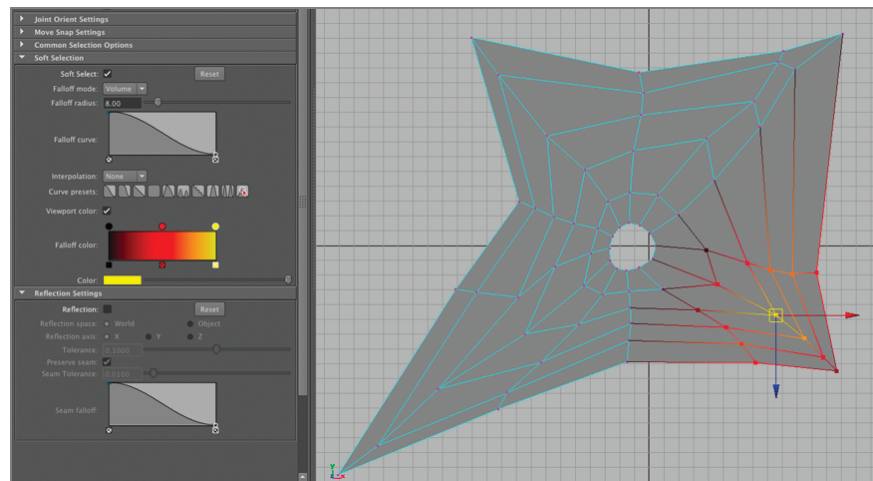 Joint Orient Settings
Move Snap Settings
Common Selection Options
Soft Selection
Soft Select: Reset
Falloff mode: Volume
Falloff radius: 8.00
Falloff curve:
Interpolation: None
Curve presets:
Viewport color:
Falloff color:
Color:
Reflection Settings
Reflection: Reset
Reflection space: World Object
Reflection axis: X Y Z
Tolerance: 0.1000
Preserve seam:
Seam Tolerance: 0.0100
Seam falloff:
y